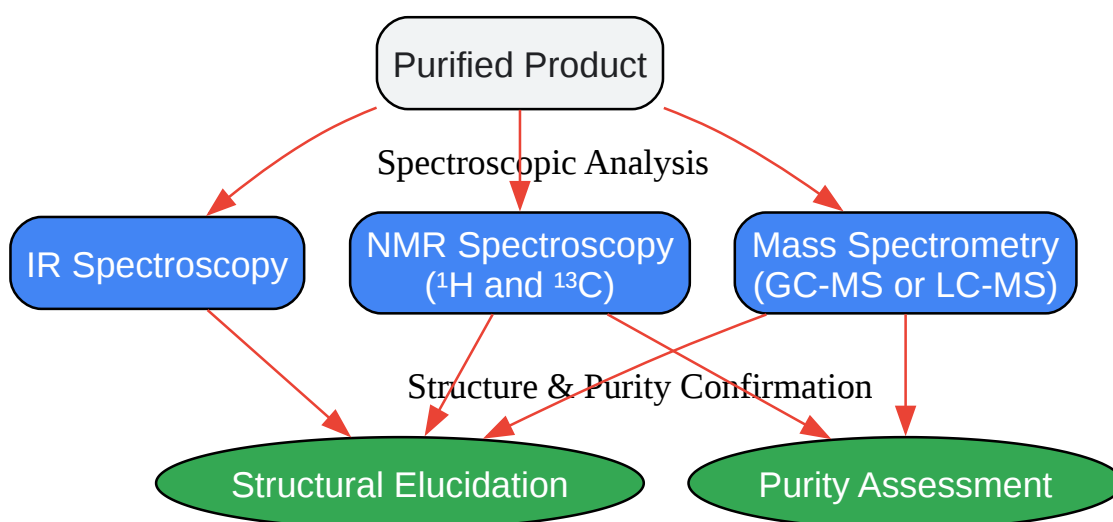 Purified Product
Spectroscopic Analysis
IR Spectroscopy
NMR Spectroscopy
(¹H and ¹³C)
Mass Spectrometry
(GC-MS or LC-MS)
Structure & Purity Confirmation
Structural Elucidation
Purity Assessment